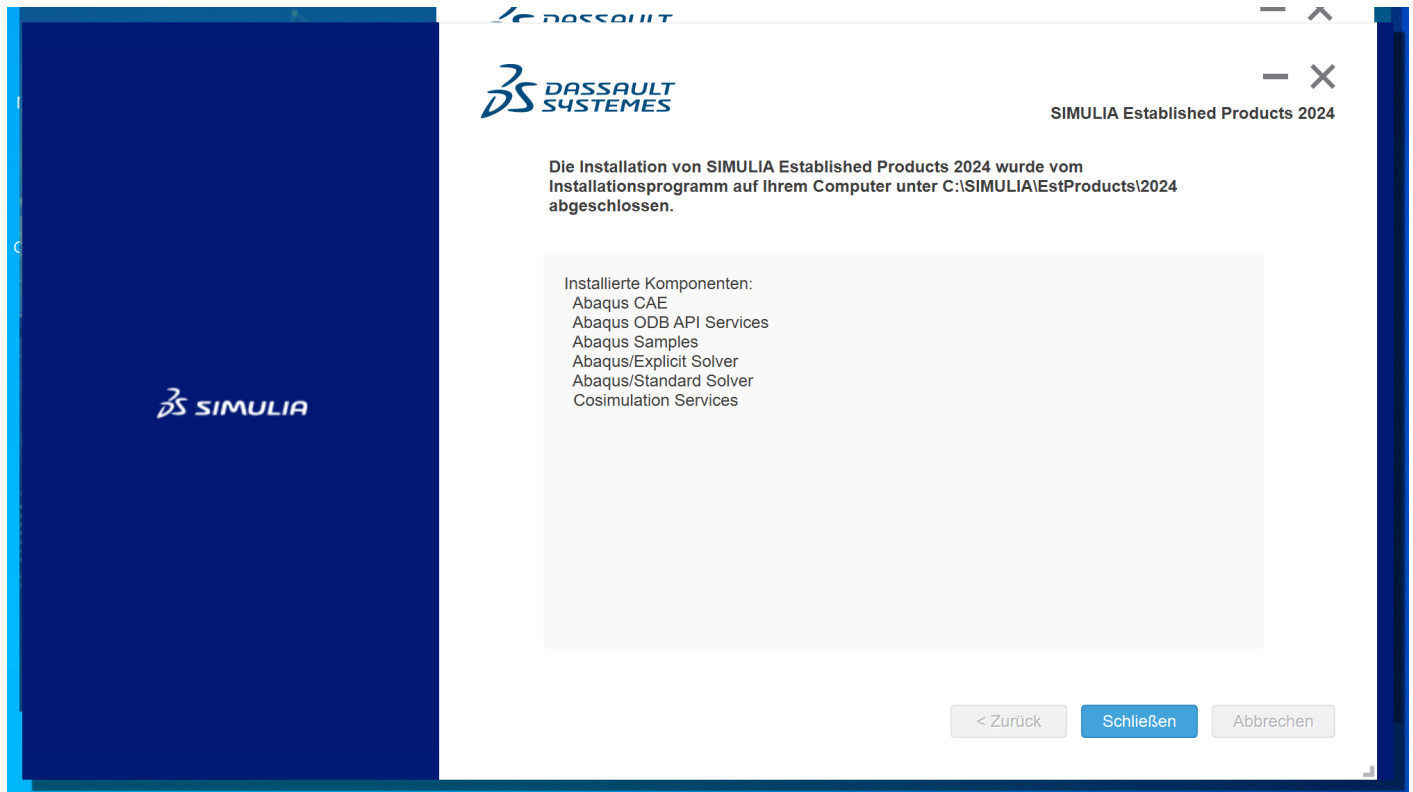 DASSAULT
DASSAULT
SYSTEMES
SIMULIA Established Products 2024
Die Installation von SIMULIA Established Products 2024 wurde vom
Installationsprogramm auf Ihrem Computer unter C:\SIMULIA\EstProducts\2024
abgeschlossen.
Installierte Komponenten:
Abaqus CAE
Abaqus ODB API Services
Abaqus Samples
Abaqus/Explicit Solver
Abaqus/Standard Solver
Cosimulation Services
SIMULIA
< Zurück
Schließen
Abbrechen